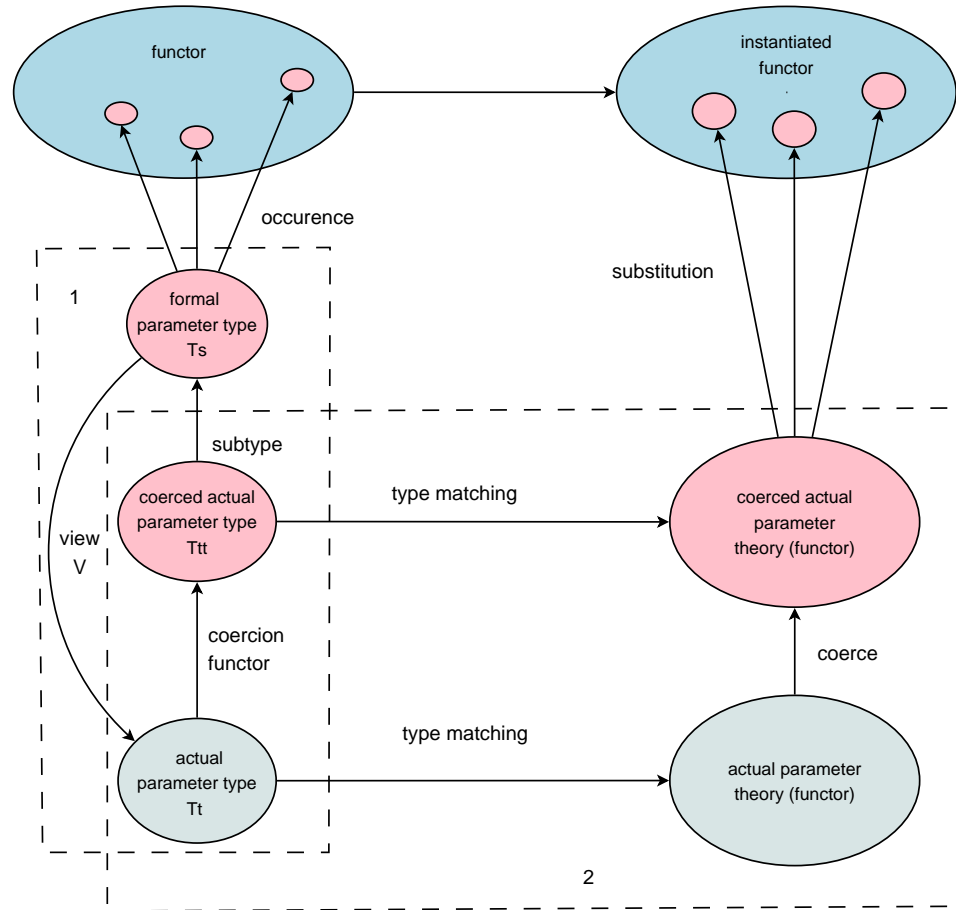 functor
instantiated
functor
occurence
substitution
1
formal
parameter type
Ts
subtype
type matching
coerced actual
parameter type
Ttt
coerced actual
parameter
theory (functor)
view
V
coercion
functor
coerce
type matching
actual
parameter type
Tt
actual parameter
theory (functor)
2